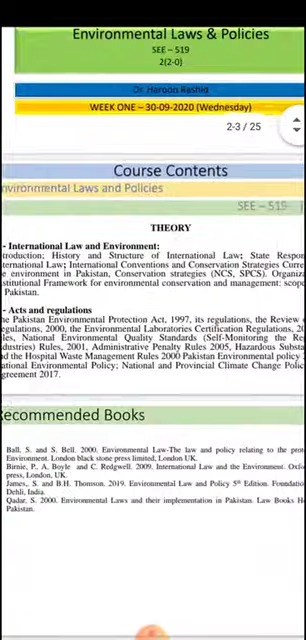 Environmental Laws & Policies
SEE – 519
2(2-0)
Dr. Haroon Rashid
WEEK ONE – 30-09-2020 (Wednesday)
2-3 / 25
Course Contents
nvironmental Laws and Policies
SEE – 519
THEORY
- International Law and Environment:
troduction; History and Structure of International Law; State Respon
ternational Law; International Conventions and Conservation Strategies Curre
e environment in Pakistan, Conservation strategies (NCS, SPCS). Organiza
stitutional Framework for environmental conservation and management: scope
Pakistan.
- Acts and regulations
he Pakistan Environmental Protection Act, 1997, its regulations, the Review
egulations, 2000, the Environmental Laboratories Certification Regulations, 20
les, National Environmental Quality Standards (Self-Monitoring the Re
dustries) Rules, 2001, Administrative Penalty Rules 2005, Hazardous Substa
nd the Hospital Waste Management Rules 2000 Pakistan Environmental policy
ational Environmental Policy; National and Provincial Climate Change Polic
greement 2017.
Recommended Books
Ball, S. and S. Bell. 2000. Environmental Law-The law and policy relating to the prot
Environment. London black stone press limited, London UK.
Birnie, P., A. Boyle and C. Redgwell. 2009. International Law and the Environment. Oxfo
press, London, UK.
James,. S. and B.H. Thomson. 2019. Environmental Law and Policy 5th Edition. Foundatio
Dehli, India.
Qadar, S. 2000. Environmental Laws and their implementation in Pakistan. Law Books H
Pakistan.